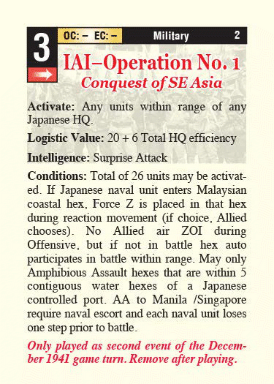 OC: – EC: – Military 2
3
IAI–Operation No. 1
Conquest of SE Asia
Activate: Any units within range of any
Japanese HQ.
Logistic Value: 20 + 6 Total HQ efficiency
Intelligence: Surprise Attack
Conditions: Total of 26 units may be activat-
ed. If Japanese naval unit enters Malaysian
coastal hex, Force Z is placed in that hex
during reaction movement (if choice, Allied
chooses). No Allied air ZOI during
Offensive, but if not in battle hex auto
participates in battle within range. May only
Amphibious Assault hexes that are within 5
contiguous water hexes of a Japanese
controlled port. AA to Manila /Singapore
require naval escort and each naval unit loses
one step prior to battle.
Only played as second event of the Decem-
ber 1941 game turn. Remove after playing.